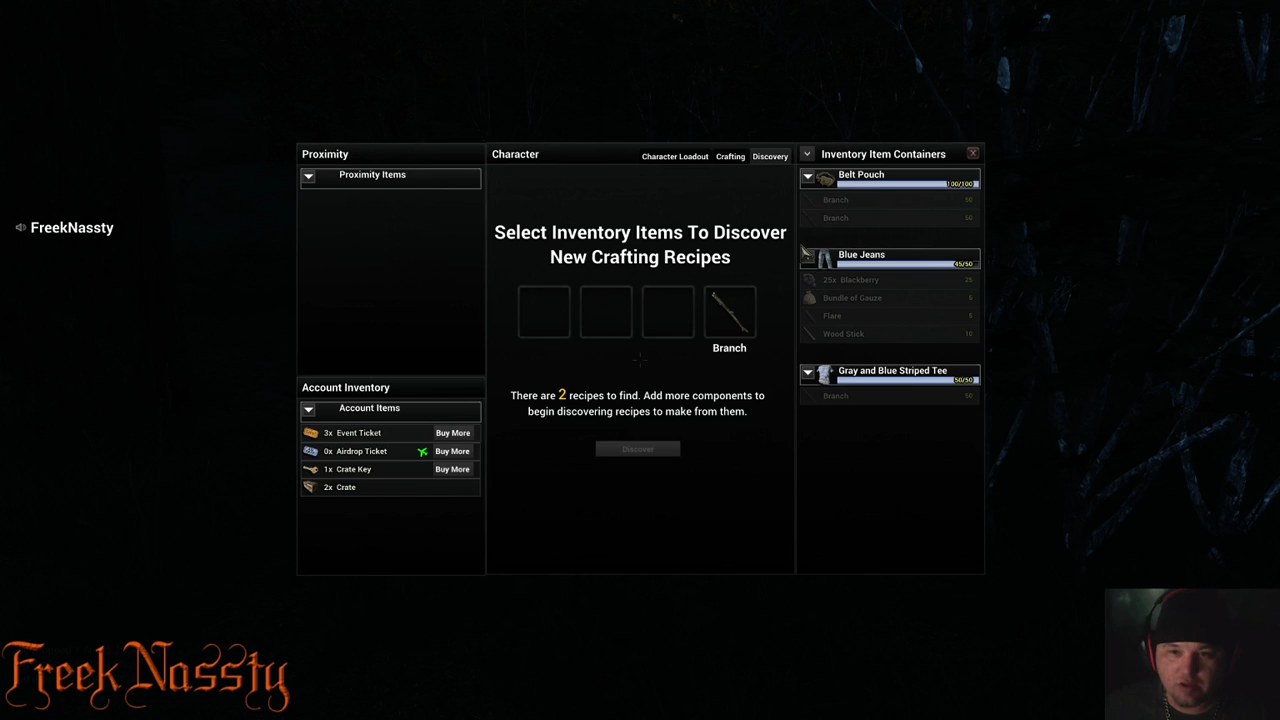 Proximity
Proximity Items
Character
Character Loadout
Crafting
Discovery
Inventory Item Containers
Belt Pouch
100/100
Branch 50
Branch 50
FreekNassty
Select Inventory Items To Discover
New Crafting Recipes
Blue Jeans
45/50
25x Blackberry 25
Bundle of Gauze 5
Flare 5
Wood Stick 10
Branch
Gray and Blue Striped Tee
50/50
Branch 50
There are 2 recipes to find. Add more components to
begin discovering recipes to make from them.
Discover
Account Inventory
Account Items
3x Event Ticket Buy More
0x Airdrop Ticket Buy More
1x Crate Key Buy More
2x Crate
Freek Nassty